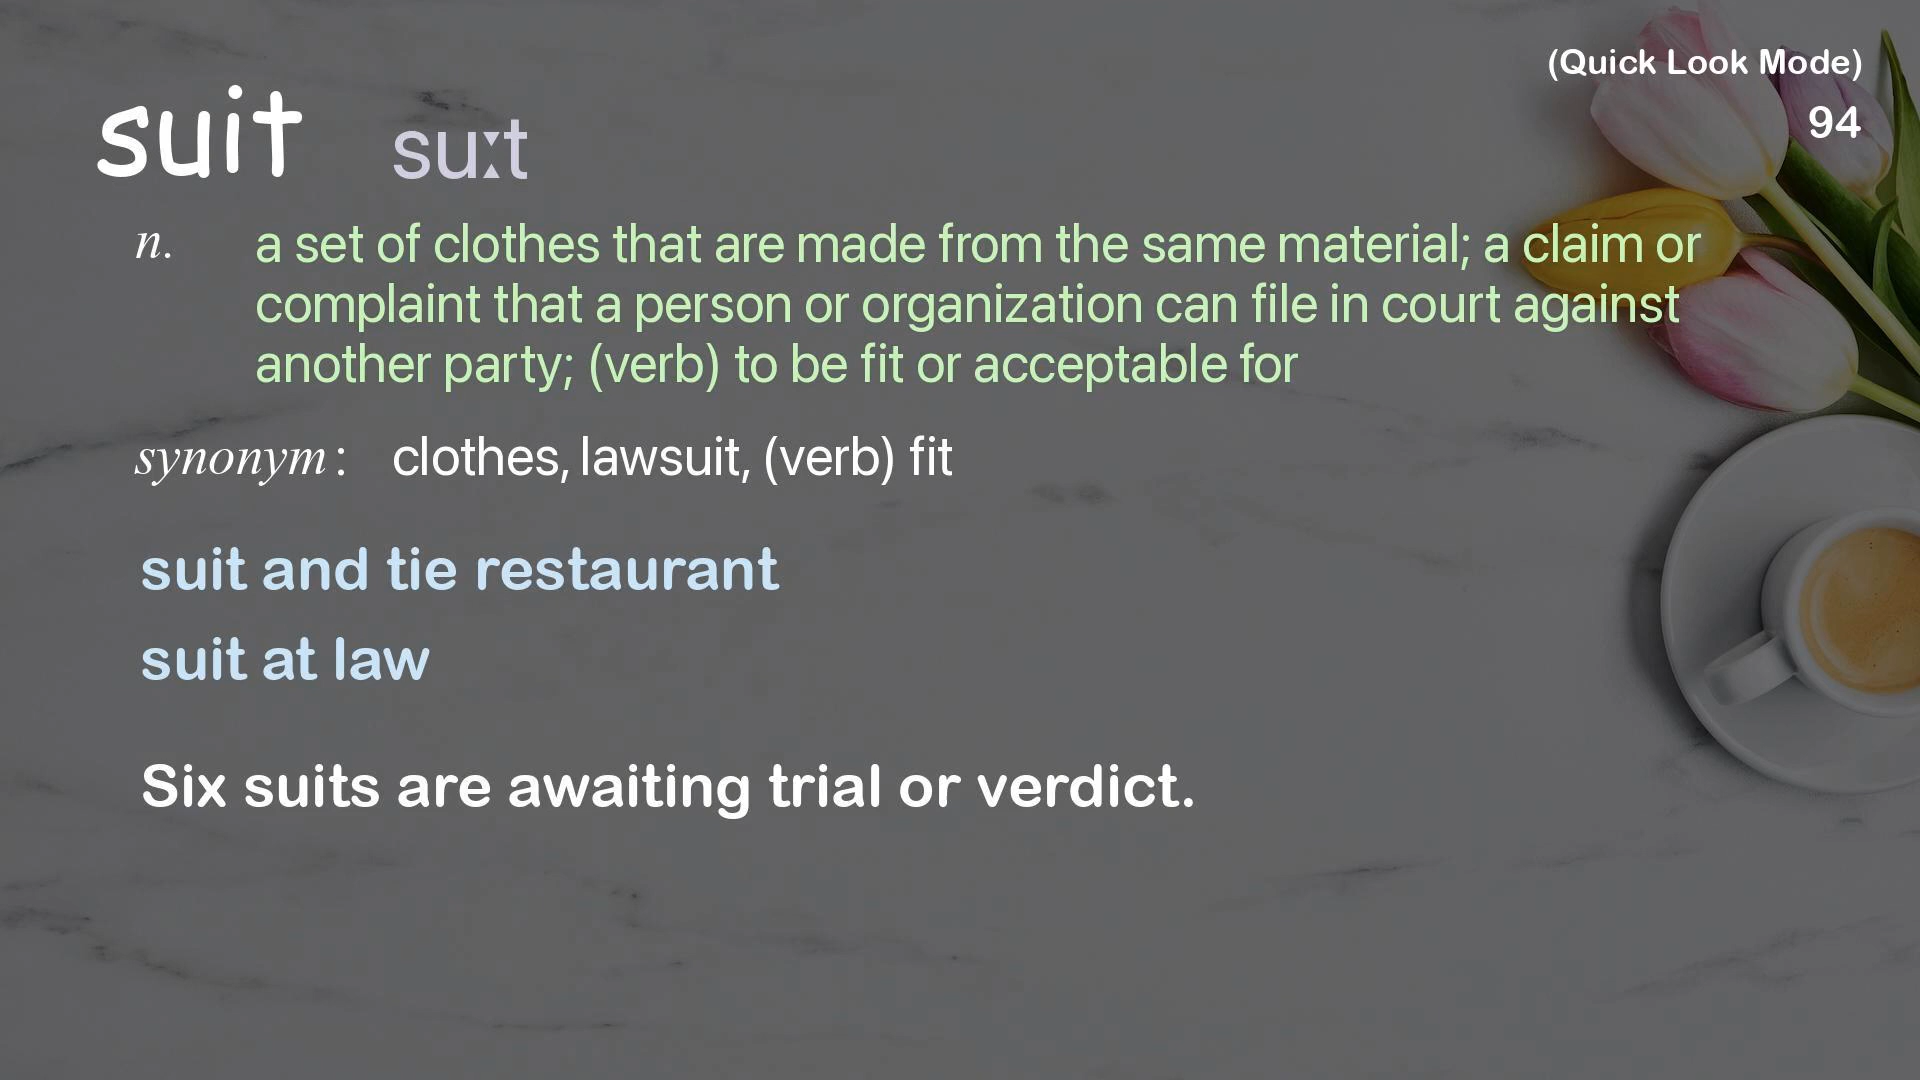 (Quick Look Mode)
94
suit suːt
n. a set of clothes that are made from the same material; a claim or
complaint that a person or organization can file in court against
another party; (verb) to be fit or acceptable for
synonym: clothes, lawsuit, (verb) fit
suit and tie restaurant
suit at law
Six suits are awaiting trial or verdict.